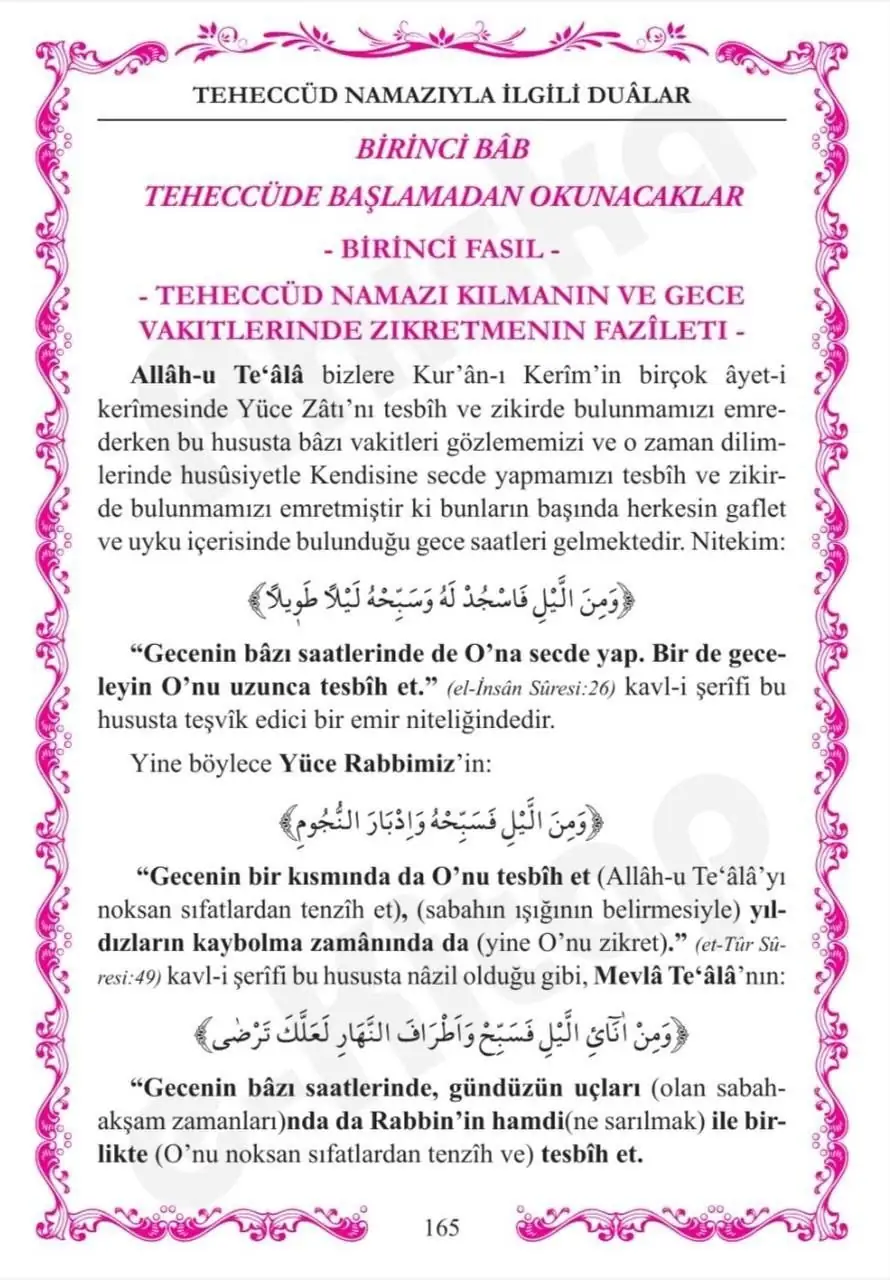 TEHECCÜD NAMAZIYLA İLGİLİ DUÂLAR
BİRİNCİ BÂB
TEHECCÜDE BAŞLAMADAN OKUNACAKLAR
- BİRİNCİ FASIL -
- TEHECCÜD NAMAZI KILMANIN VE GECE
VAKITLERINDE ZIKRETMENIN FAZÎLETI -
Allâh-u Te‘âlâ bizlere Kur’ân-ı Kerîm’in birçok âyet-i
kerîmesinde Yüce Zâtı’nı tesbîh ve zikirde bulunmamızı emre-
derken bu hususta bâzı vakitleri gözlememizi ve o zaman dilim-
lerinde husûsiyetle Kendisine secde yapmamızı tesbîh ve zikir-
de bulunmamızı emretmiştir ki bunların başında herkesin gaflet
ve uyku içerisinde bulunduğu gece saatleri gelmektedir. Nitekim:
﴿وَمِنَ الَّيْلِ فَاسْجُدْ لَهُ وَسَبِّحْهُ لَيْلًا طَوِيلًا﴾
“Gecenin bâzı saatlerinde de O’na secde yap. Bir de gece-
leyin O’nu uzunca tesbîh et.” (el-İnsân Sûresi:26) kavl-i şerîfi bu
hususta teşvîk edici bir emir niteliğindedir.
Yine böylece Yüce Rabbimiz’in:
﴿وَمِنَ الَّيْلِ فَسَبِّحْهُ وَاِدْبَارَ النُّجُومِ﴾
“Gecenin bir kısmında da O’nu tesbîh et (Allâh-u Te‘âlâ’yı
noksan sıfatlardan tenzîh et), (sabahın ışığının belirmesiyle) yıl-
dızların kaybolma zamânında da (yine O’nu zikret).” (et-Tûr Sû-
resi:49) kavl-i şerîfi bu hususta nâzil olduğu gibi, Mevlâ Te‘âlâ’nın:
﴿وَمِنْ اٰنَآئِ الَّيْلِ فَسَبِّحْ وَاَطْرَافَ النَّهَارِ لَعَلَّكَ تَرْضٰى﴾
“Gecenin bâzı saatlerinde, gündüzün uçları (olan sabah-
akşam zamanları)nda da Rabbin’in hamdi(ne sarılmak) ile bir-
likte (O’nu noksan sıfatlardan tenzîh ve) tesbîh et.
165